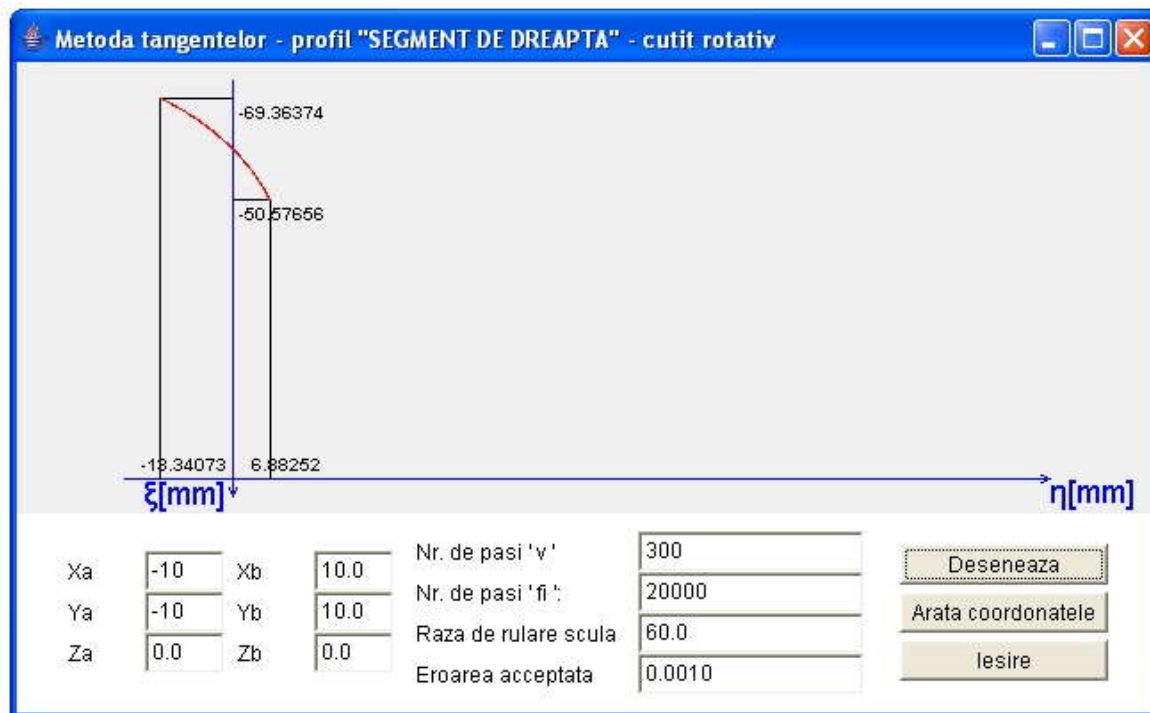 Metoda tangentelor - profil "SEGMENT DE DREAPTA" - cutit rotativ
-69.36374
-50.57656
-13.34073 6.88252
ξ[mm] η[mm]
Xa -10 Xb 10.0
Ya -10 Yb 10.0
Za 0.0 Zb 0.0
Nr. de pasi 'v' 300
Nr. de pasi 'fi': 20000
Raza de rulare scula 60.0
Eroarea acceptata 0.0010
Deseneaza
Arata coordonatele
Iesire